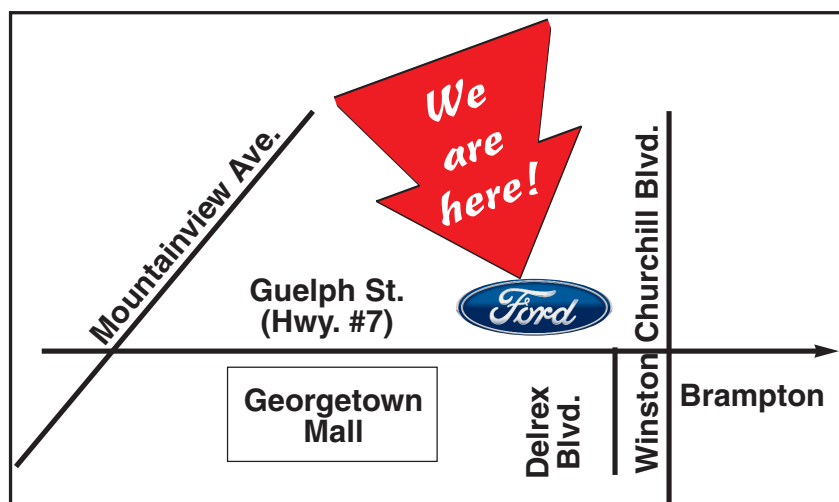 We
are
here!
Mountainview Ave.
Guelph St.
(Hwy. #7)
Ford
Winston Churchill Blvd.
Georgetown
Mall
Delrex
Blvd.
Brampton